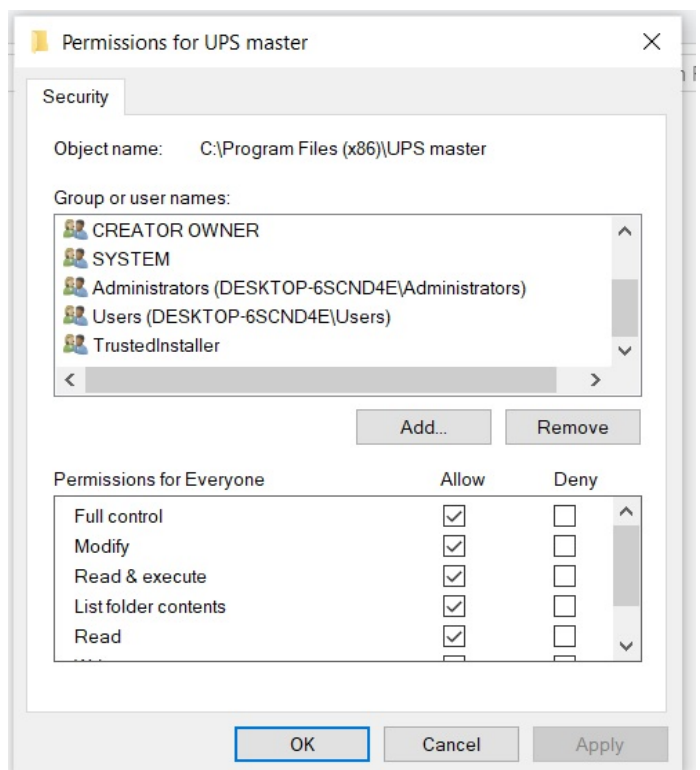 Permissions for UPS master
Security
Object name: C:\Program Files (x86)\UPS master
Group or user names:
CREATOR OWNER
SYSTEM
Administrators (DESKTOP-6SCND4E\Administrators)
Users (DESKTOP-6SCND4E\Users)
TrustedInstaller
Add...
Remove
Permissions for Everyone Allow Deny
Full control
Modify
Read & execute
List folder contents
Read
OK
Cancel
Apply